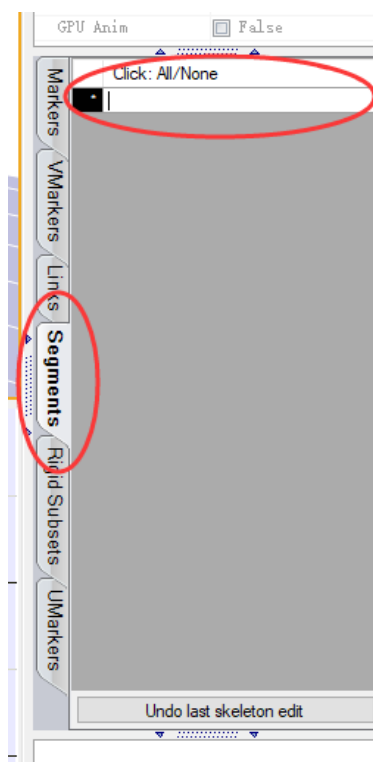 GPU Anim False
Click: All/None
*
Markers
VMarkers
Links
Segments
Rigid Subsets
UMarkers
Undo last skeleton edit